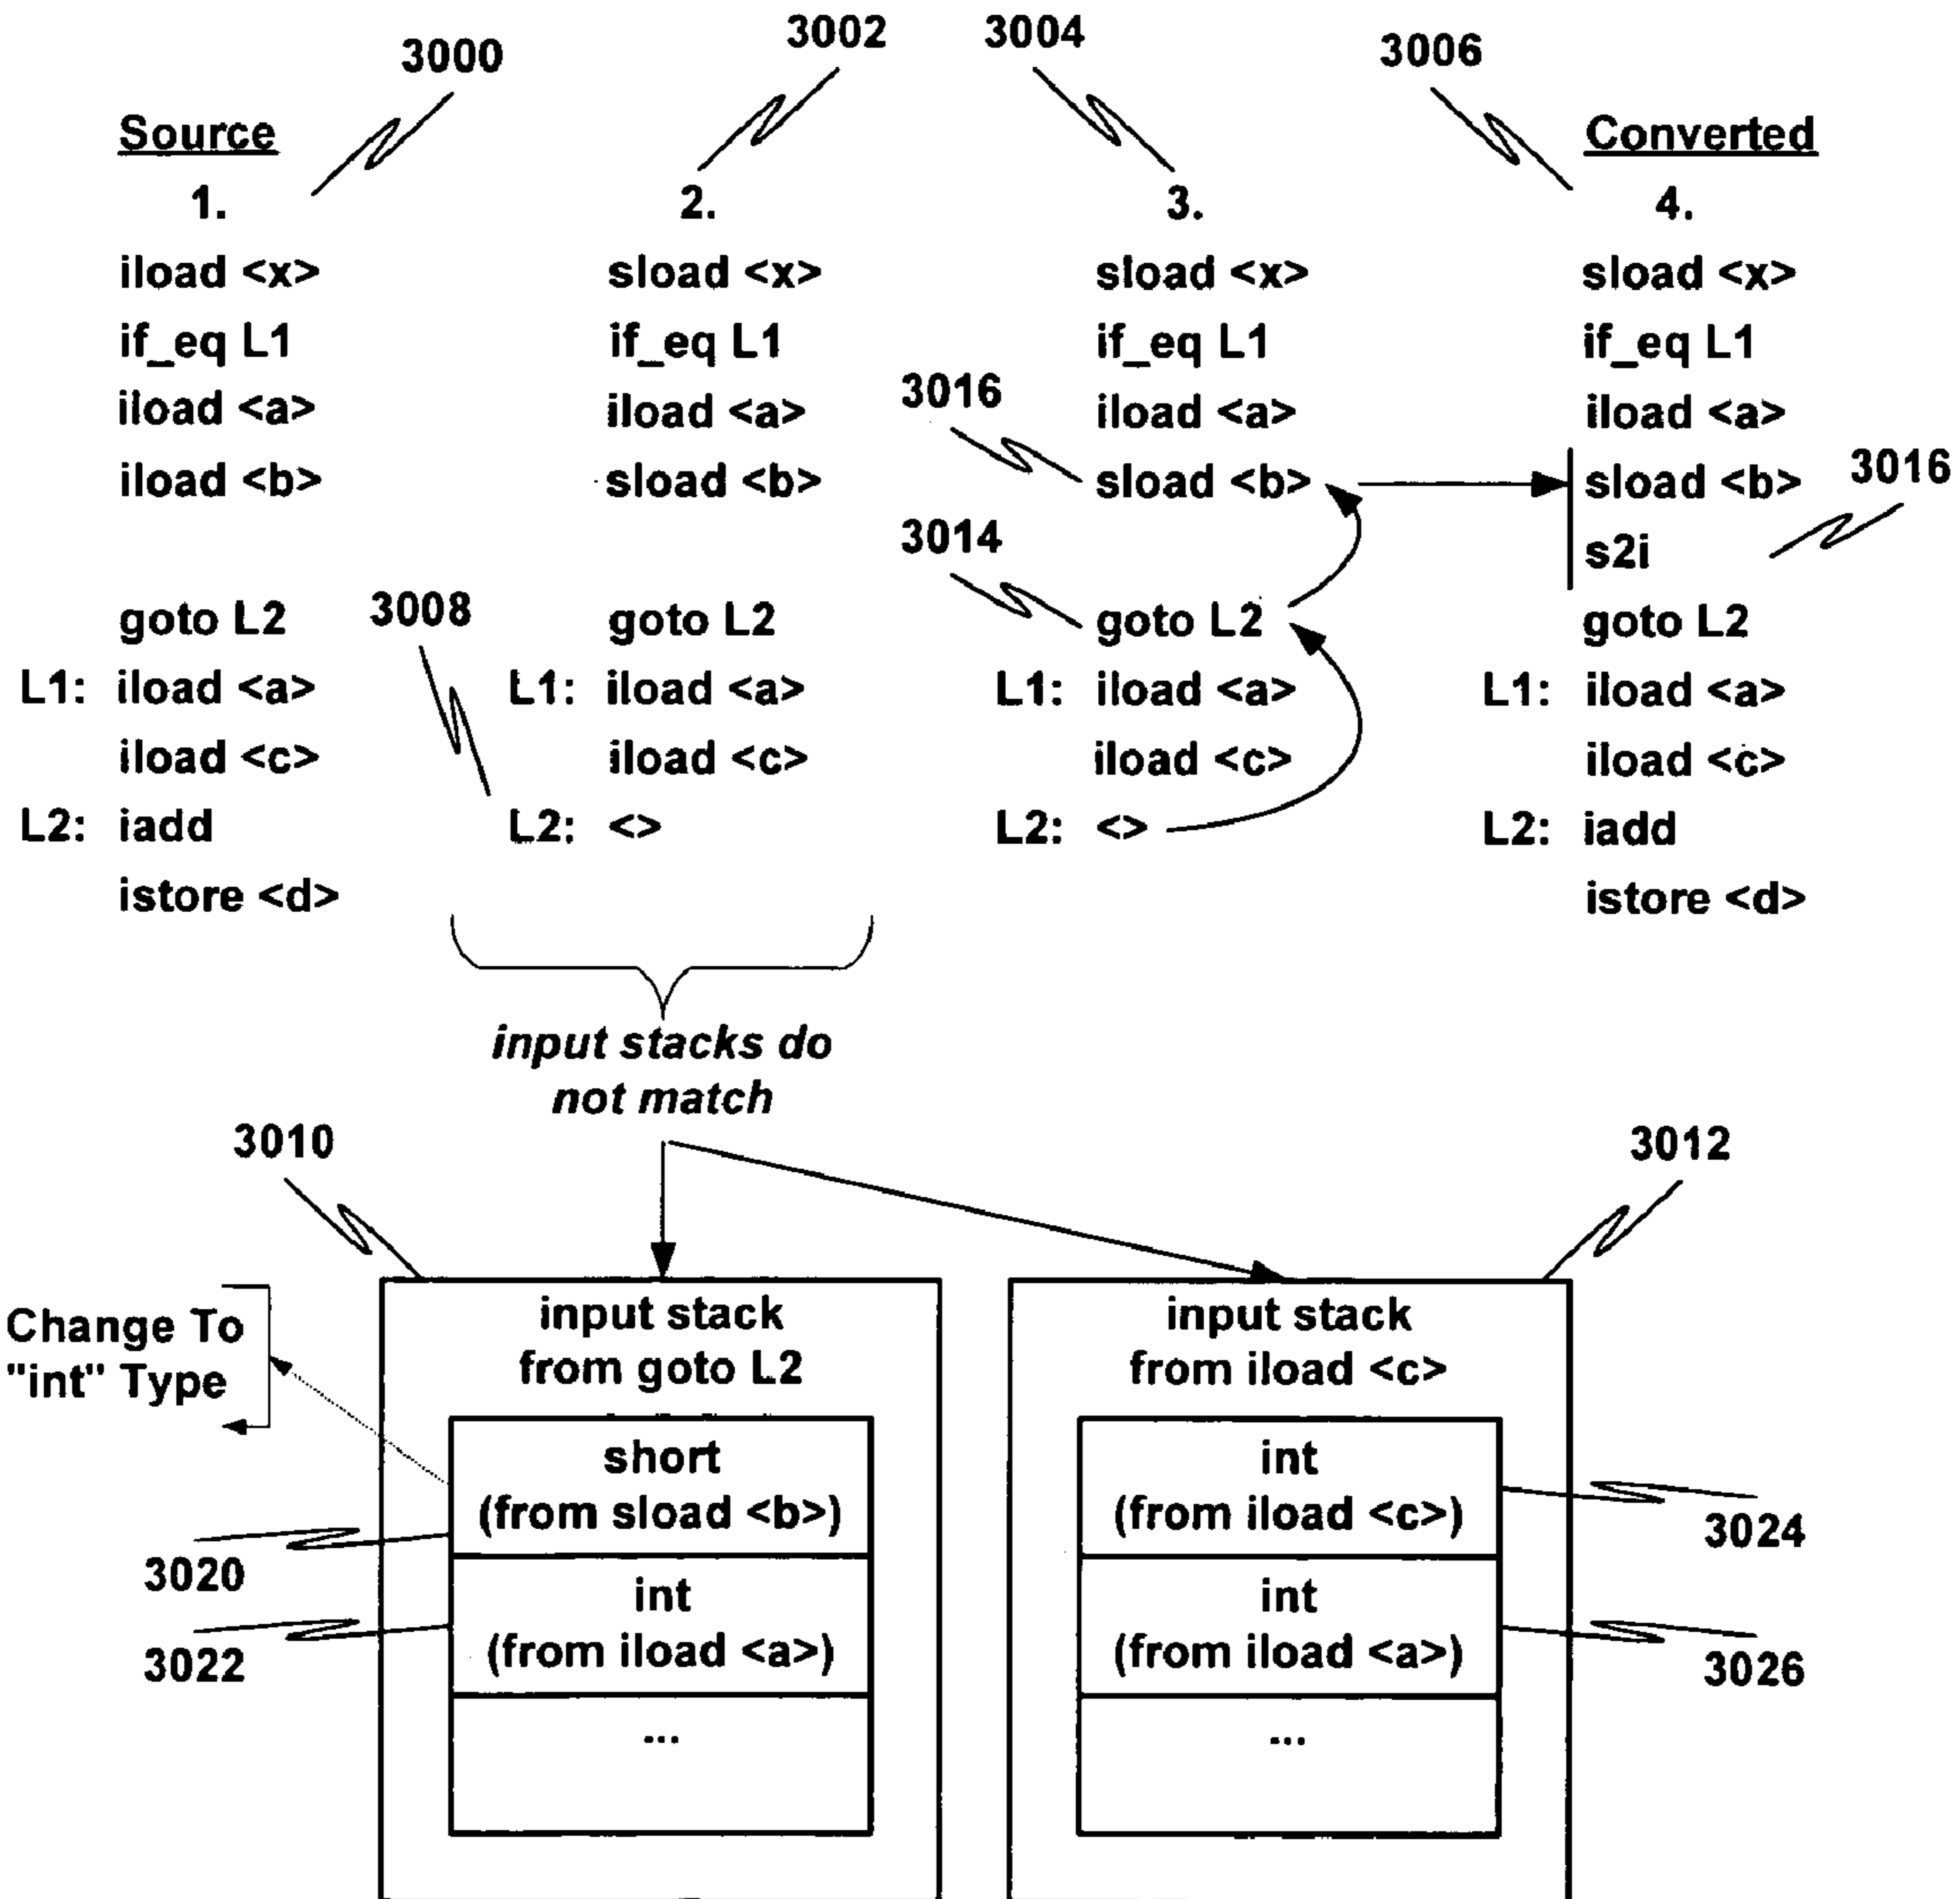 3000
3002
3004
3006
Source
1.
iload <x>
if_eq L1
iload <a>
iload <b>
goto L2
L1: iload <a>
iload <c>
L2: iadd
istore <d>
3008
2.
sload <x>
if_eq L1
iload <a>
sload <b>
goto L2
L1: iload <a>
iload <c>
L2: <>
3016
3014
3.
sload <x>
if_eq L1
iload <a>
sload <b>
goto L2
L1: iload <a>
iload <c>
L2: <>
Converted
4.
sload <x>
if_eq L1
iload <a>
sload <b>
s2i
goto L2
L1: iload <a>
iload <c>
L2: iadd
istore <d>
3016
input stacks do
not match
3010
3012
Change To
"int" Type
input stack
from goto L2
short
(from sload <b>)
int
(from iload <a>)
...
3020
3022
input stack
from iload <c>
int
(from iload <c>)
int
(from iload <a>)
...
3024
3026